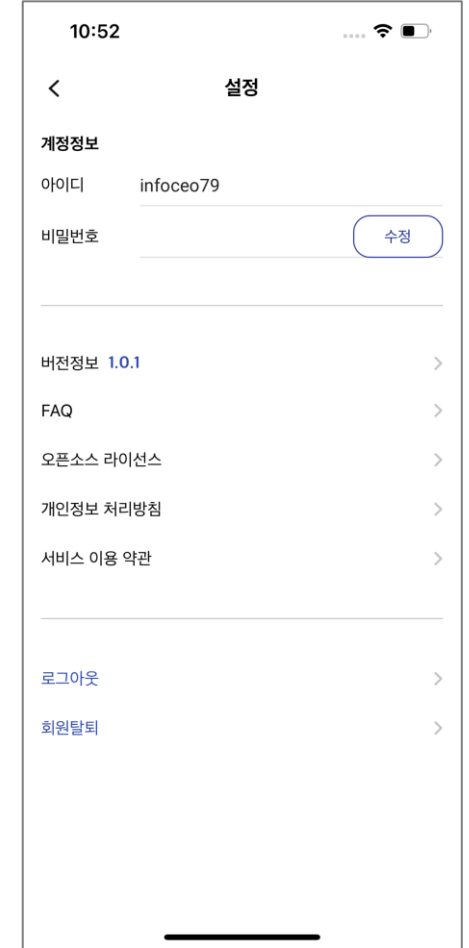 10:52
설정
계정정보
아이디 infoceo79
비밀번호 수정
버전정보 1.0.1
FAQ
오픈소스 라이선스
개인정보 처리방침
서비스 이용 약관
로그아웃
회원탈퇴